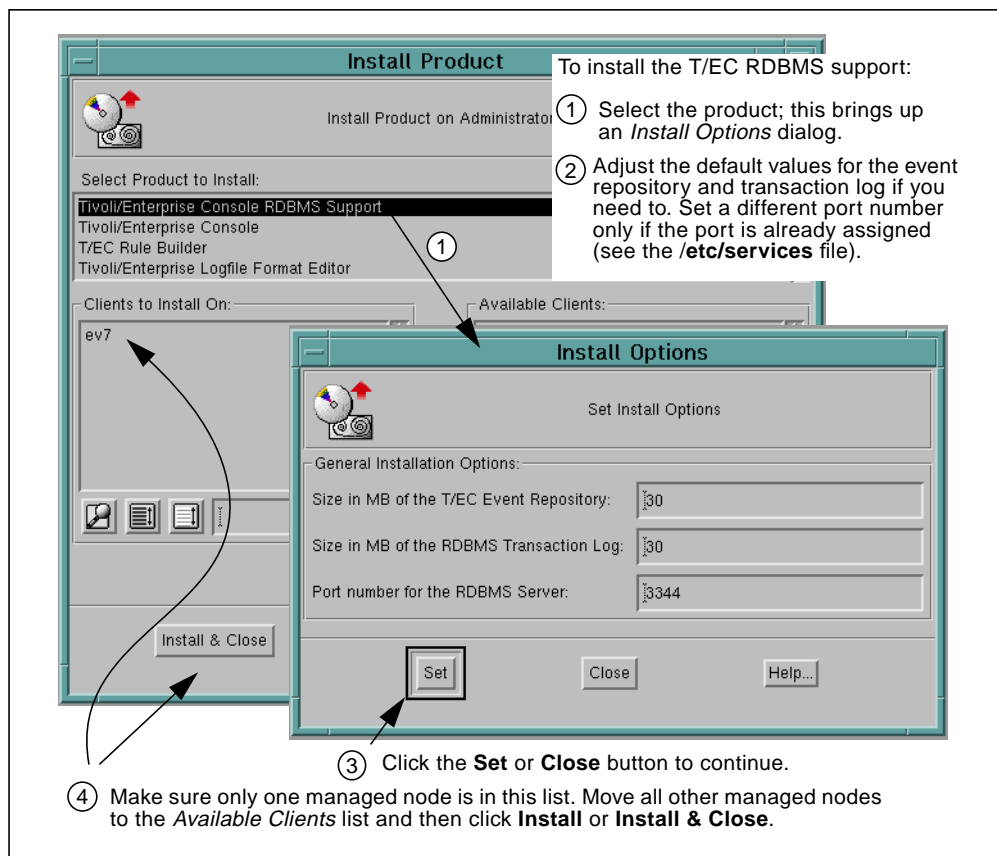 Install Product
Install Product on Administrator
To install the T/EC RDBMS support:
1 Select the product; this brings up
an Install Options dialog.
2 Adjust the default values for the event
repository and transaction log if you
need to. Set a different port number
only if the port is already assigned
(see the /etc/services file).
Select Product to Install:
Tivoli/Enterprise Console RDBMS Support
Tivoli/Enterprise Console
T/EC Rule Builder
Tivoli/Enterprise Logfile Format Editor
1
Clients to Install On:
Available Clients:
ev7
Install & Close
Install Options
Set Install Options
General Installation Options:
Size in MB of the T/EC Event Repository: 30
Size in MB of the RDBMS Transaction Log: 30
Port number for the RDBMS Server: 3344
Set Close Help...
3 Click the Set or Close button to continue.
4 Make sure only one managed node is in this list. Move all other managed nodes
to the Available Clients list and then click Install or Install & Close.